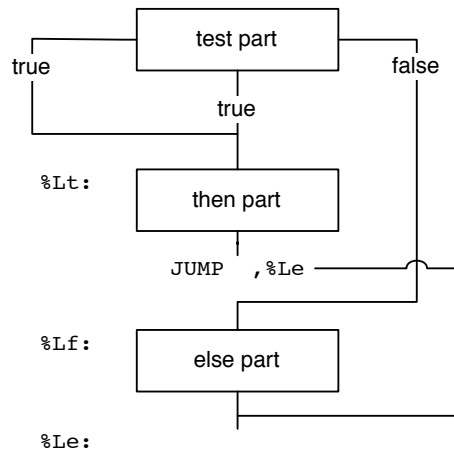 test part
true
false
true
%Lt:
then part
JUMP ,%Le
%Lf:
else part
%Le: